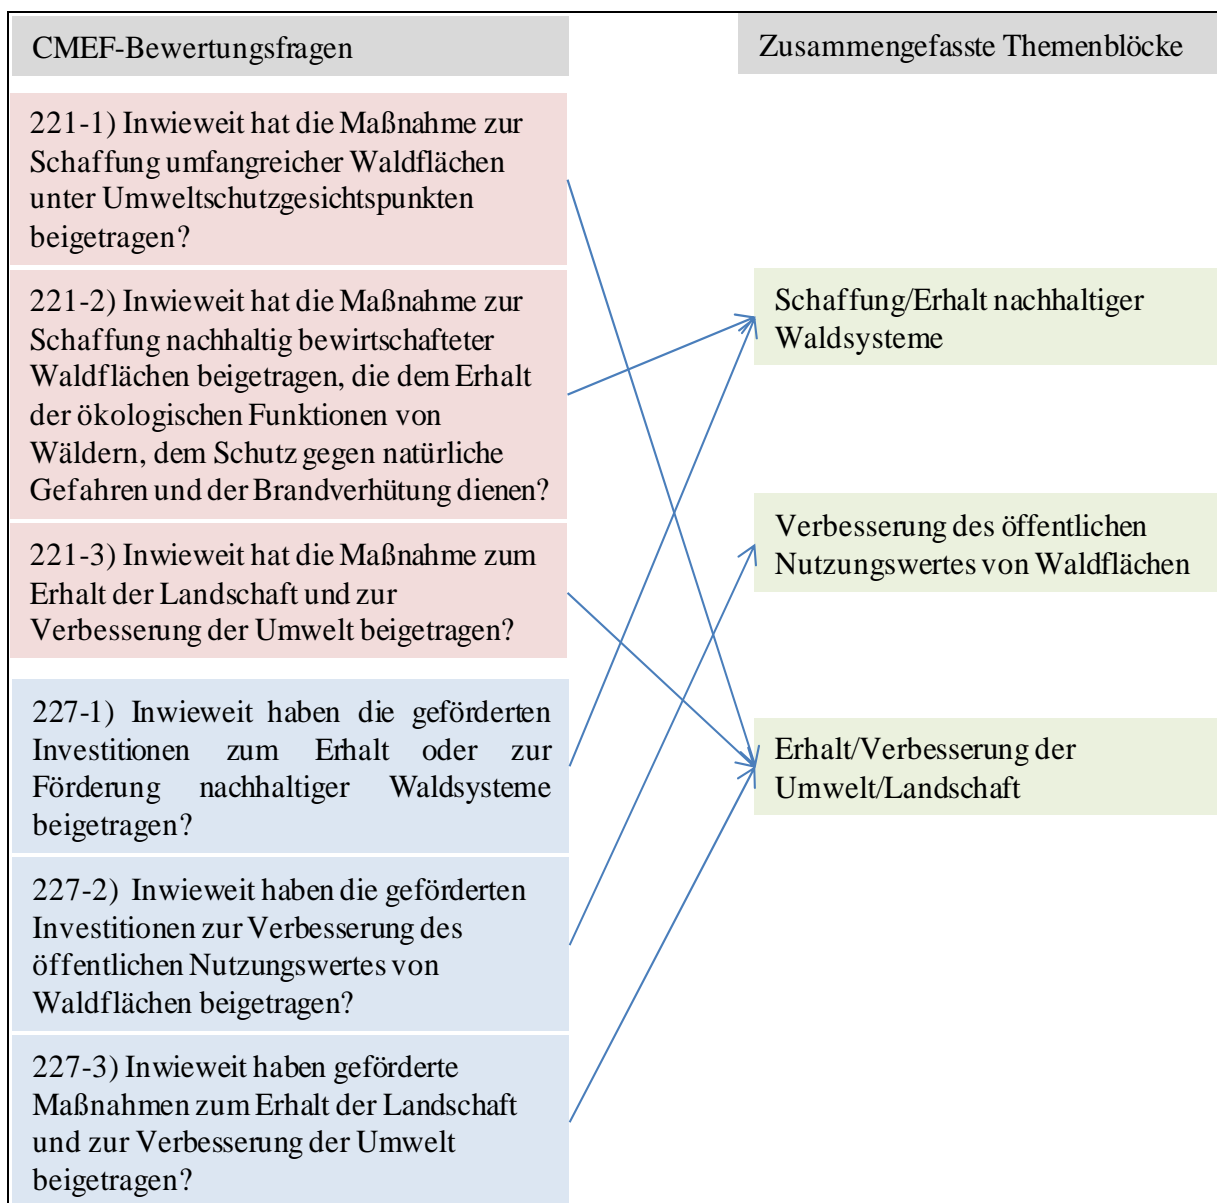 CMEF-Bewertungsfragen
221-1) Inwieweit hat die Maßnahme zur
Schaffung umfangreicher Waldflächen
unter Umweltschutzgesichtspunkten
beigetragen?
221-2) Inwieweit hat die Maßnahme zur
Schaffung nachhaltig bewirtschafteter
Waldflächen beigetragen, die dem Erhalt
der ökologischen Funktionen von
Wäldern, dem Schutz gegen natürliche
Gefahren und der Brandverhütung dienen?
221-3) Inwieweit hat die Maßnahme zum
Erhalt der Landschaft und zur
Verbesserung der Umwelt beigetragen?
227-1) Inwieweit haben die geförderten
Investitionen zum Erhalt oder zur
Förderung nachhaltiger Waldsysteme
beigetragen?
227-2) Inwieweit haben die geförderten
Investitionen zur Verbesserung des
öffentlichen Nutzungswertes von
Waldflächen beigetragen?
227-3) Inwieweit haben geförderte
Maßnahmen zum Erhalt der Landschaft
und zur Verbesserung der Umwelt
beigetragen?
Zusammengefasste Themenblöcke
Schaffung/Erhalt nachhaltiger
Waldsysteme
Verbesserung des öffentlichen
Nutzungswertes von Waldflächen
Erhalt/Verbesserung der
Umwelt/Landschaft